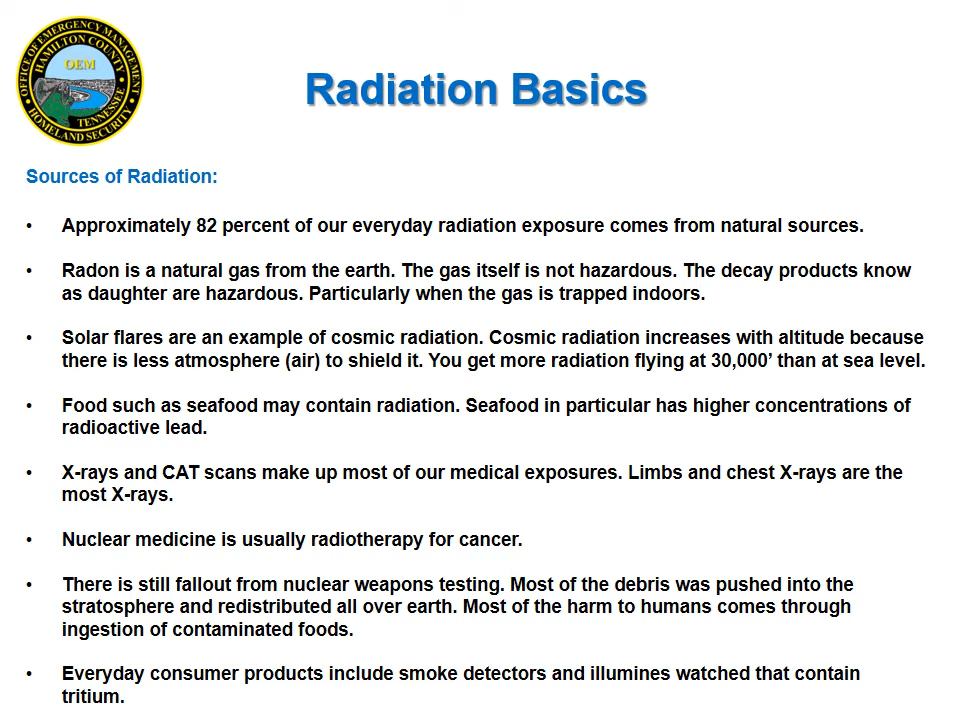 OFFICE OF EMERGENCY MANAGEMENT
HAMILTON COUNTY
OEM
TENNESSEE
HOMELAND SECURITY
Radiation Basics
Sources of Radiation:
• Approximately 82 percent of our everyday radiation exposure comes from natural sources.
• Radon is a natural gas from the earth. The gas itself is not hazardous. The decay products know
as daughter are hazardous. Particularly when the gas is trapped indoors.
• Solar flares are an example of cosmic radiation. Cosmic radiation increases with altitude because
there is less atmosphere (air) to shield it. You get more radiation flying at 30,000’ than at sea level.
• Food such as seafood may contain radiation. Seafood in particular has higher concentrations of
radioactive lead.
• X-rays and CAT scans make up most of our medical exposures. Limbs and chest X-rays are the
most X-rays.
• Nuclear medicine is usually radiotherapy for cancer.
• There is still fallout from nuclear weapons testing. Most of the debris was pushed into the
stratosphere and redistributed all over earth. Most of the harm to humans comes through
ingestion of contaminated foods.
• Everyday consumer products include smoke detectors and illumines watched that contain
tritium.